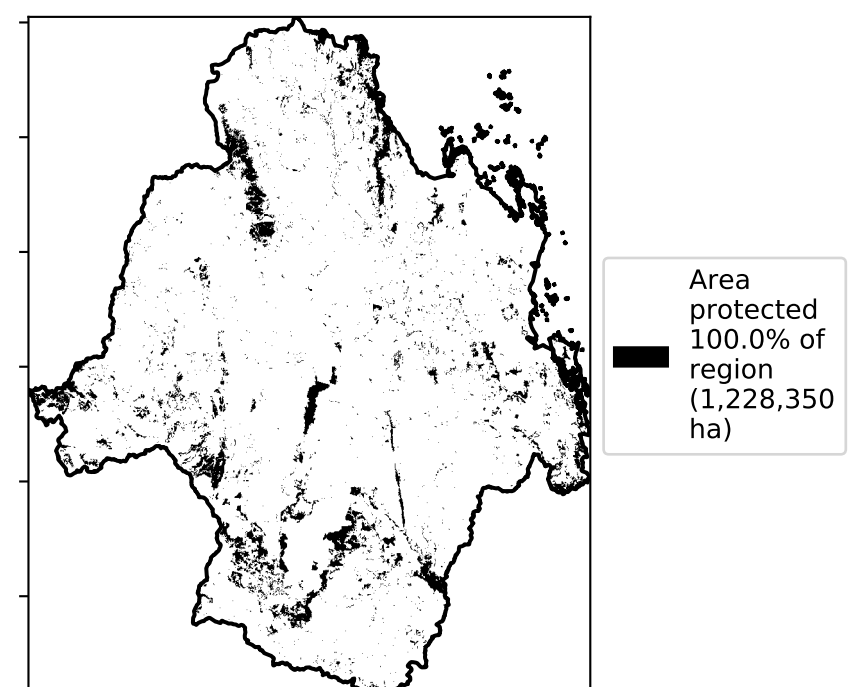 Area
protected
100.0% of
region
(1,228,350
ha)